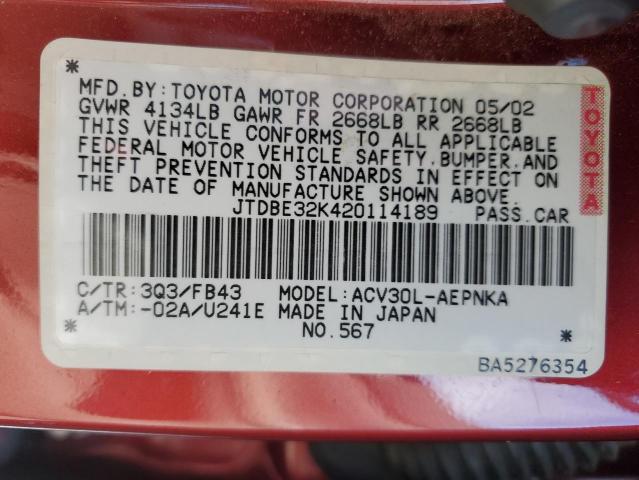 * MFD.BY:TOYOTA MOTOR CORPORATION 05/02
GVWR 4134LB GAWR FR 2668LB RR 2668LB
THIS VEHICLE CONFORMS TO ALL APPLICABLE
FEDERAL MOTOR VEHICLE SAFETY,BUMPER,AND
THEFT PREVENTION STANDARDS IN EFFECT ON
THE DATE OF MANUFACTURE SHOWN ABOVE.
JTDBE32K420114189 PASS.CAR
TOYOTA
C/TR:3Q3/FB43 MODEL:ACV30L-AEPNKA
A/TM:-02A/U241E MADE IN JAPAN
* NO.567 *
BA5276354